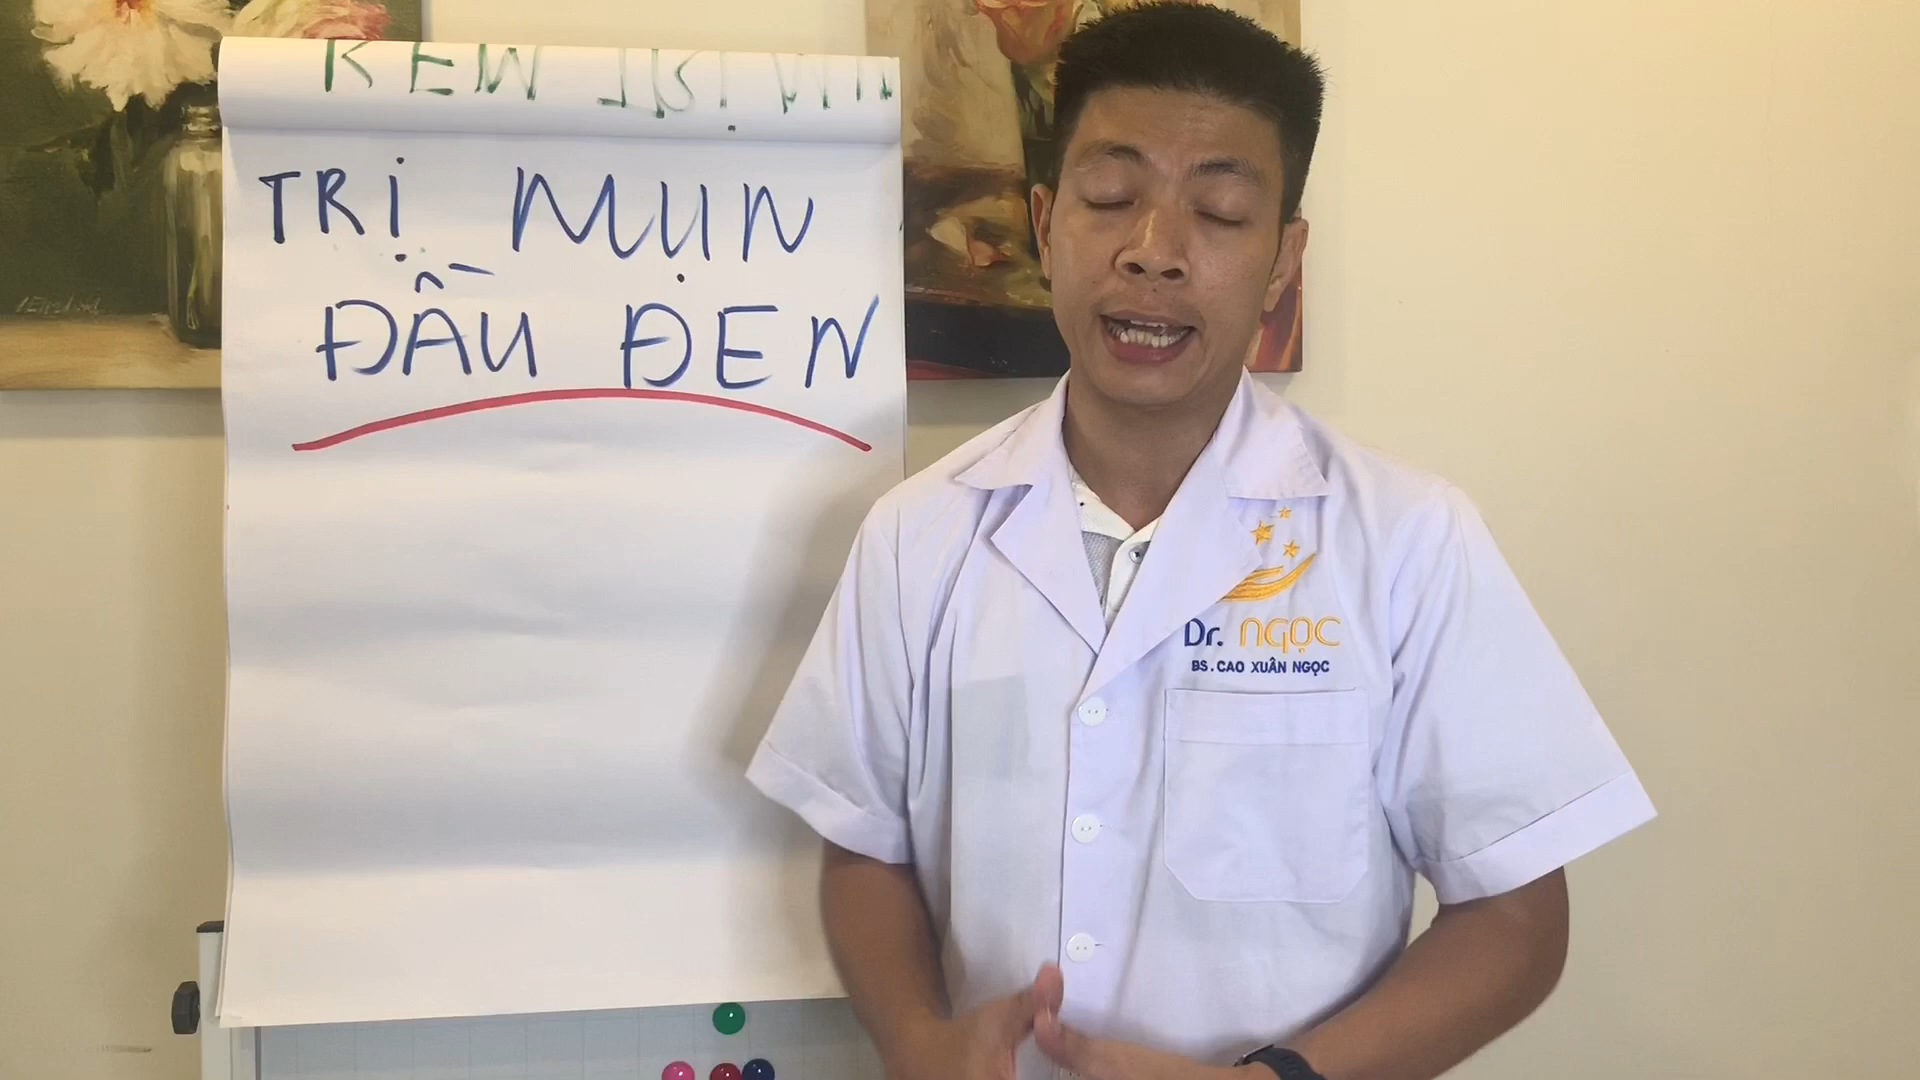 TRỊ MỤN
ĐẦU ĐEN
Dr. NGỌC
BS. CAO XUÂN NGỌC